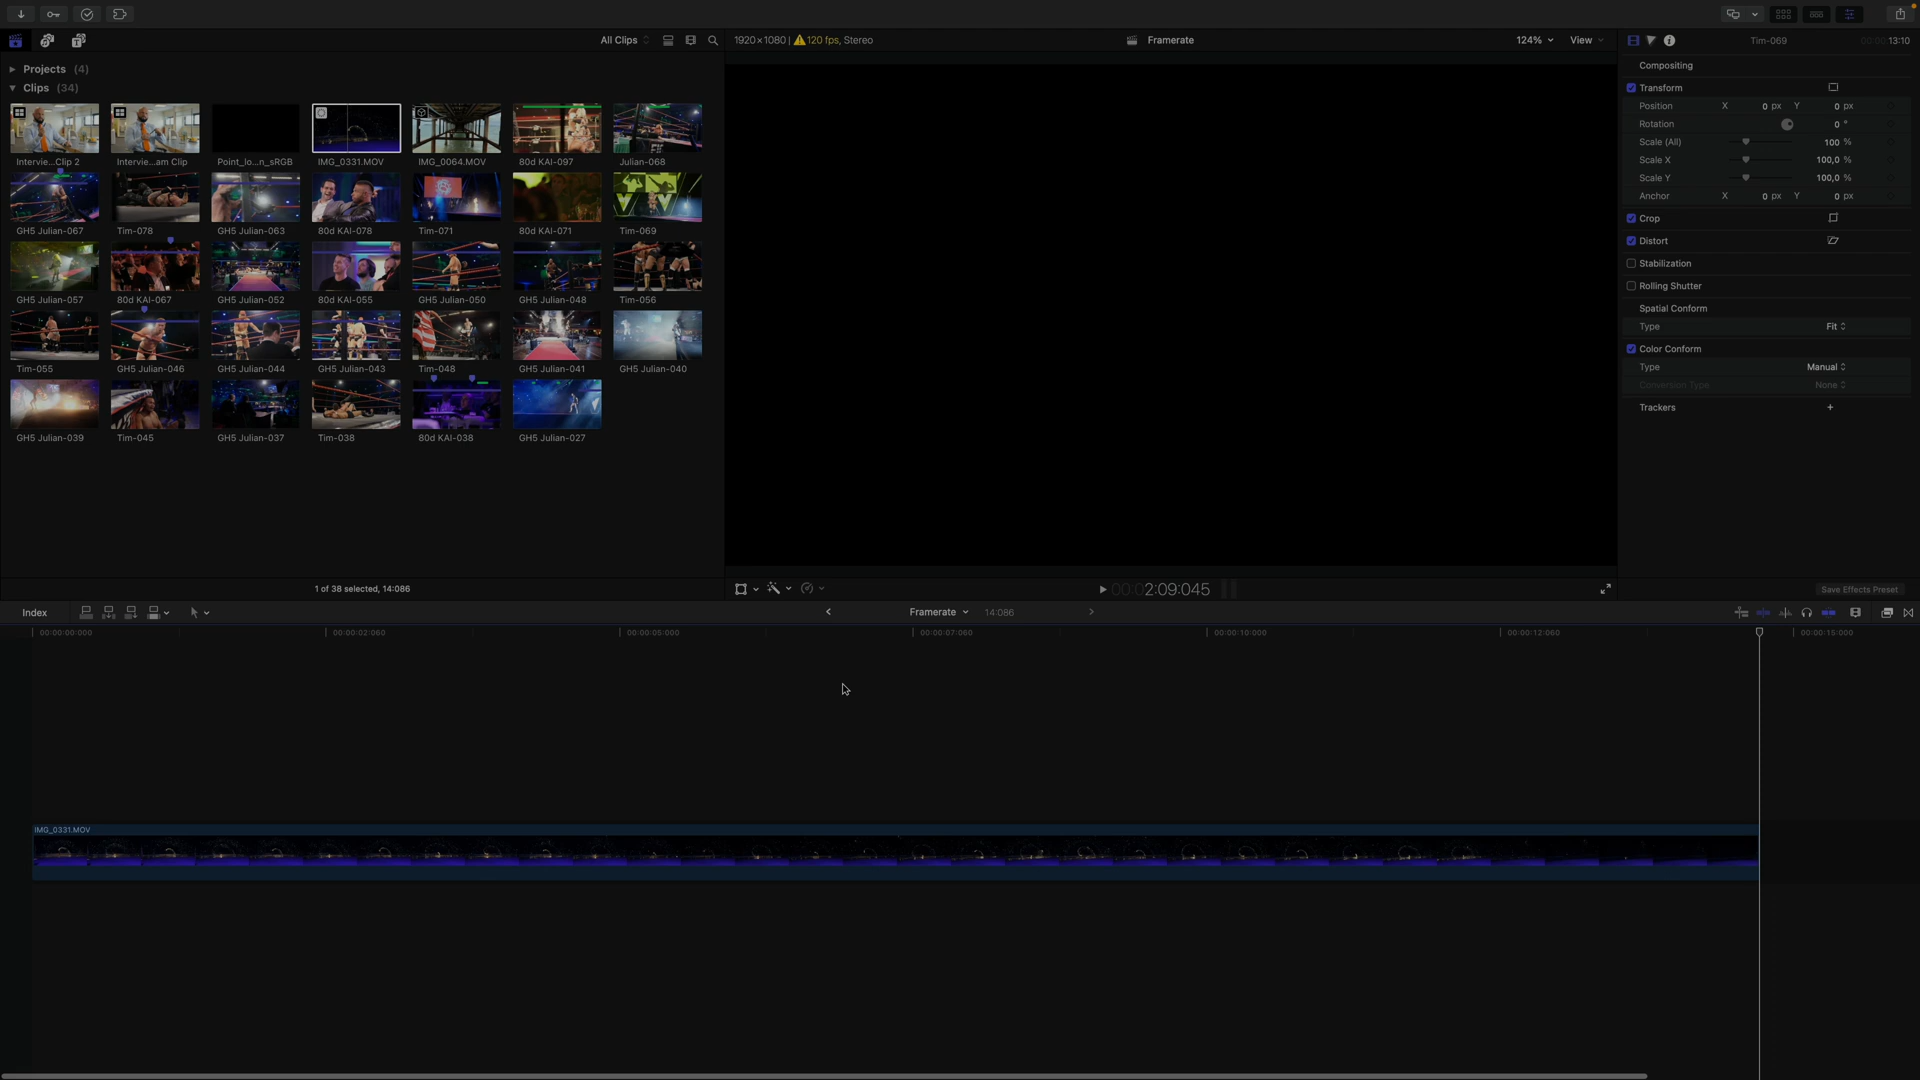 All Clips
1920×1080 | 120 fps, Stereo
Framerate
124%
View
Tim-069
00:00:13:10
Projects (4)
Clips (34)
Intervie...Clip 2
Intervie...am Clip
Point_lo...n_sRGB
IMG_0331.MOV
IMG_0064.MOV
80d KAI-097
Julian-068
GH5 Julian-067
Tim-078
GH5 Julian-063
80d KAI-078
Tim-071
80d KAI-071
Tim-069
GH5 Julian-057
80d KAI-067
GH5 Julian-052
80d KAI-055
GH5 Julian-050
GH5 Julian-048
Tim-056
Tim-055
GH5 Julian-046
GH5 Julian-044
GH5 Julian-043
Tim-048
GH5 Julian-041
GH5 Julian-040
GH5 Julian-039
Tim-045
GH5 Julian-037
Tim-038
80d KAI-038
GH5 Julian-027
1 of 38 selected, 14:086
00:00:2:09:045
Compositing
Transform
Position X 0 px Y 0 px
Rotation 0 °
Scale (All) 100 %
Scale X 100,0 %
Scale Y 100,0 %
Anchor X 0 px Y 0 px
Crop
Distort
Stabilization
Rolling Shutter
Spatial Conform
Type Fit
Color Conform
Type Manual
Conversion Type None
Trackers +
Save Effects Preset
Index
Framerate 14:086
00:00:00:000
00:00:02:060
00:00:05:000
00:00:07:060
00:00:10:000
00:00:12:060
00:00:15:000
IMG_0331.MOV